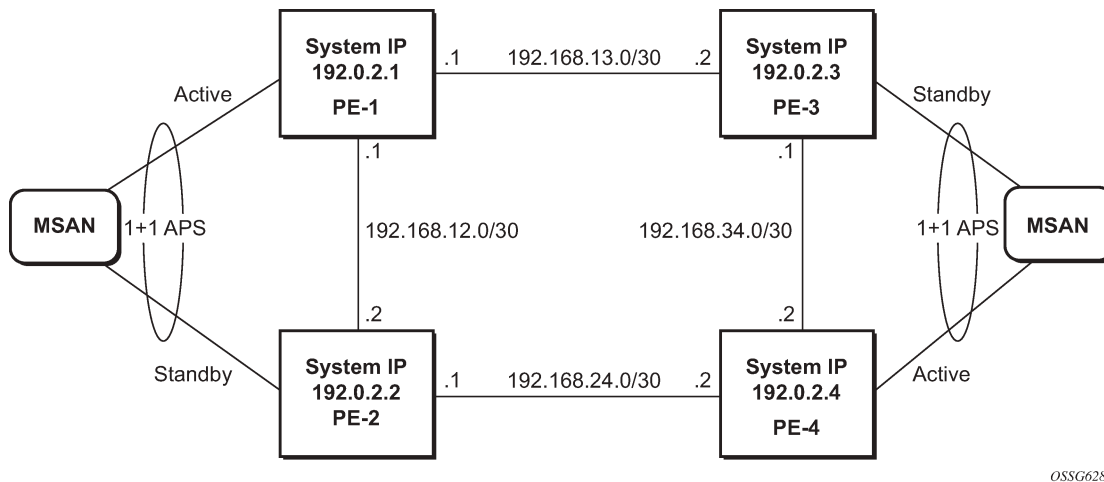 System IP
192.0.2.1
PE-1
.1
192.168.13.0/30
.2
System IP
192.0.2.3
PE-3
Active
Standby
.1
.1
MSAN
1+1 APS
192.168.12.0/30
192.168.34.0/30
1+1 APS
MSAN
.2
.2
Standby
System IP
192.0.2.2
PE-2
.1
192.168.24.0/30
.2
System IP
192.0.2.4
PE-4
Active
OSSG628